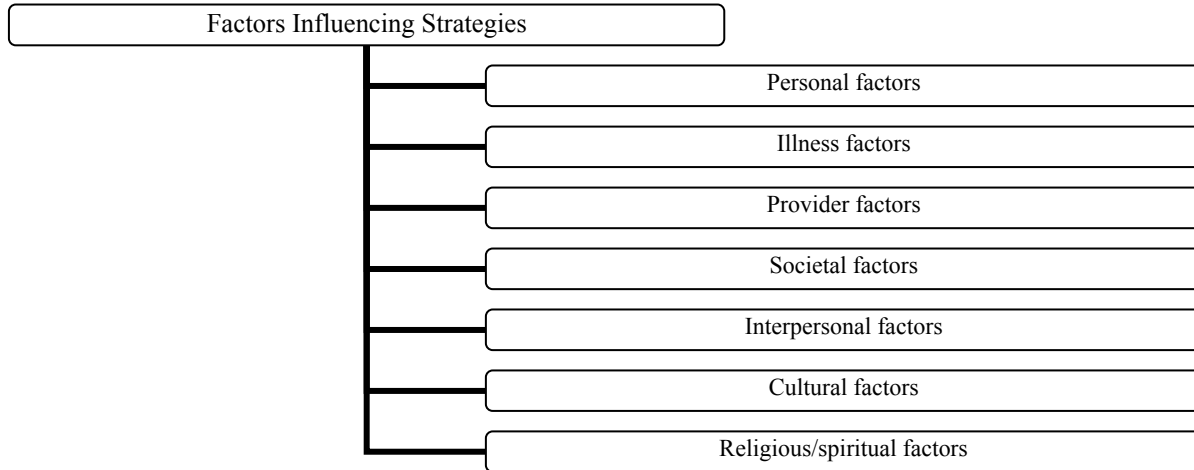 Factors Influencing Strategies
Personal factors
Illness factors
Provider factors
Societal factors
Interpersonal factors
Cultural factors
Religious/spiritual factors